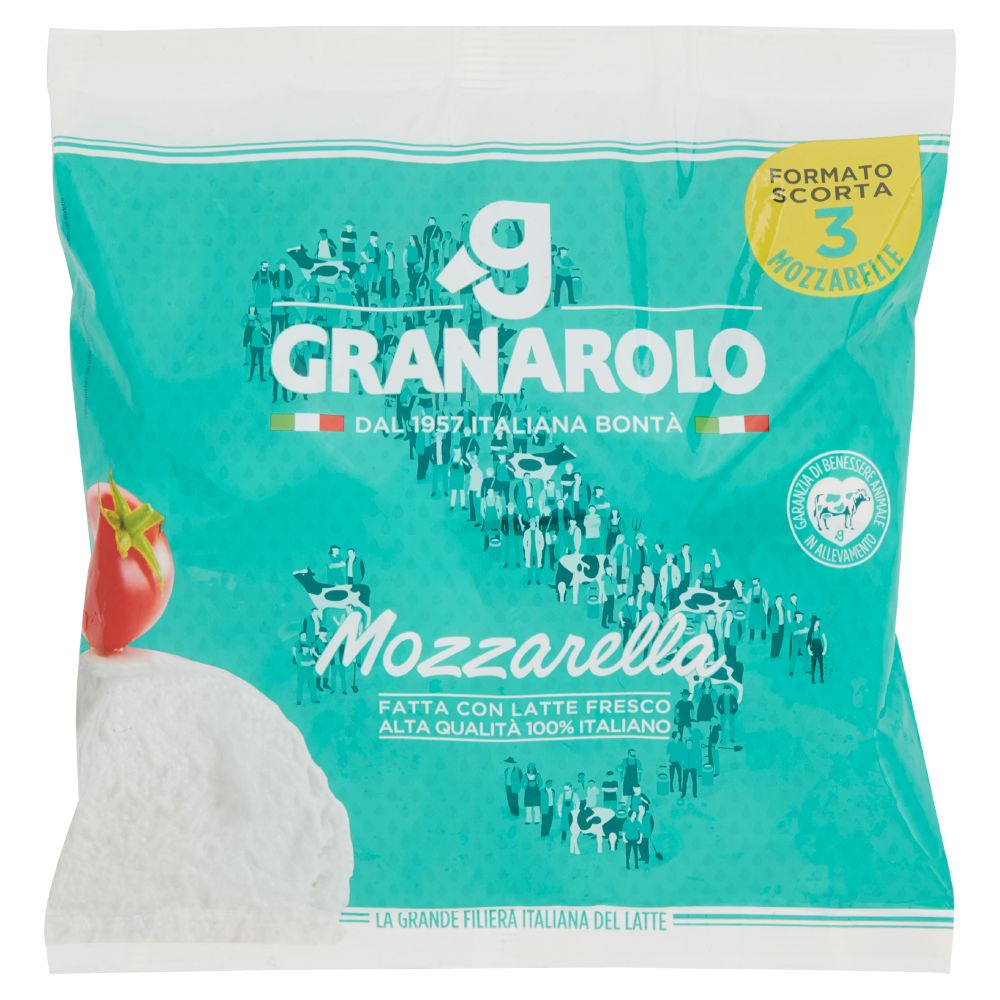 FORMATO
SCORTA
3
MOZZARELLE
g
GRANAROLO
DAL 1957 ITALIANA BONTÀ
GARANZIA DI BENESSERE ANIMALE
IN ALLEVAMENTO
Mozzarella
FATTA CON LATTE FRESCO
ALTA QUALITÀ 100% ITALIANO
LA GRANDE FILIERA ITALIANA DEL LATTE